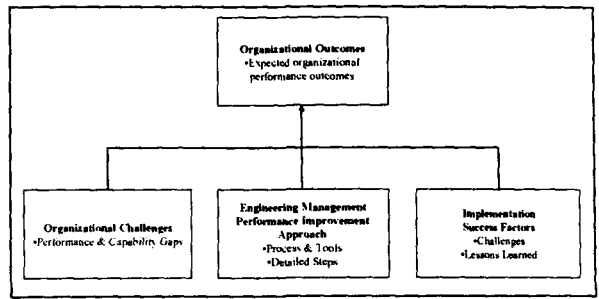 Organizational Outcomes
•Expected organizational
performance outcomes
Organizational Challenges
•Performance & Capability Gaps
Engineering Management
Performance improvement
Approach
•Process & Tools
•Detailed Steps
Implementation
Success Factors
•Challenges
•Lessons Learned